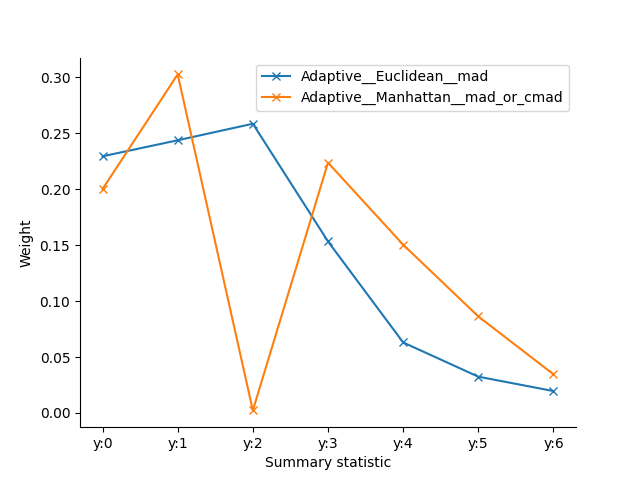 Adaptive__Euclidean__mad
Adaptive__Manhattan__mad_or_cmad
Weight
0.30
0.25
0.20
0.15
0.10
0.05
0.00
y:0 y:1 y:2 y:3 y:4 y:5 y:6
Summary statistic